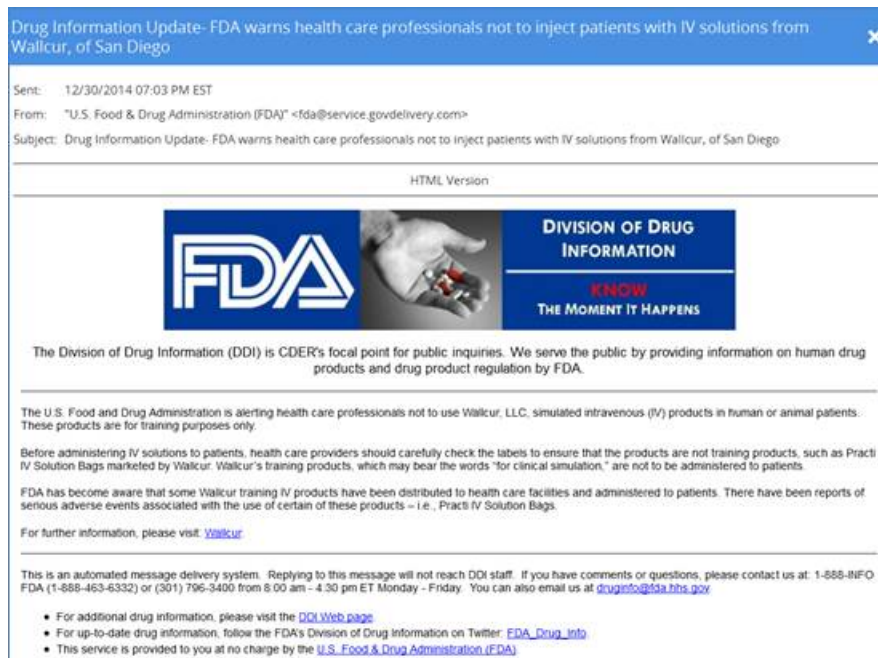 Drug Information Update- FDA warns health care professionals not to inject patients with IV solutions from
Wallcur, of San Diego
Sent: 12/30/2014 07:03 PM EST
From: "U.S. Food & Drug Administration (FDA)" <fda@service.govdelivery.com>
Subject: Drug Information Update- FDA warns health care professionals not to inject patients with IV solutions from Wallcur, of San Diego
HTML Version
FDA
DIVISION OF DRUG
INFORMATION
KNOW
THE MOMENT IT HAPPENS
The Division of Drug Information (DDI) is CDER's focal point for public inquiries. We serve the public by providing information on human drug
products and drug product regulation by FDA.
The U.S. Food and Drug Administration is alerting health care professionals not to use Wallcur, LLC, simulated intravenous (IV) products in human or animal patients.
These products are for training purposes only.
Before administering IV solutions to patients, health care providers should carefully check the labels to ensure that the products are not training products, such as Practi
IV Solution Bags marketed by Wallcur. Wallcur's training products, which may bear the words "for clinical simulation," are not to be administered to patients.
FDA has become aware that some Wallcur training IV products have been distributed to health care facilities and administered to patients. There have been reports of
serious adverse events associated with the use of certain of these products – i.e., Practi IV Solution Bags.
For further information, please visit: Wallcur.
This is an automated message delivery system. Replying to this message will not reach DDI staff. If you have comments or questions, please contact us at: 1-888-INFO
FDA (1-888-463-6332) or (301) 796-3400 from 8:00 am - 4:30 pm ET Monday - Friday. You can also email us at druginfo@fda.hhs.gov
• For additional drug information, please visit the DDI Web page.
• For up-to-date drug information, follow the FDA's Division of Drug Information on Twitter: FDA_Drug_Info.
• This service is provided to you at no charge by the U.S. Food & Drug Administration (FDA).